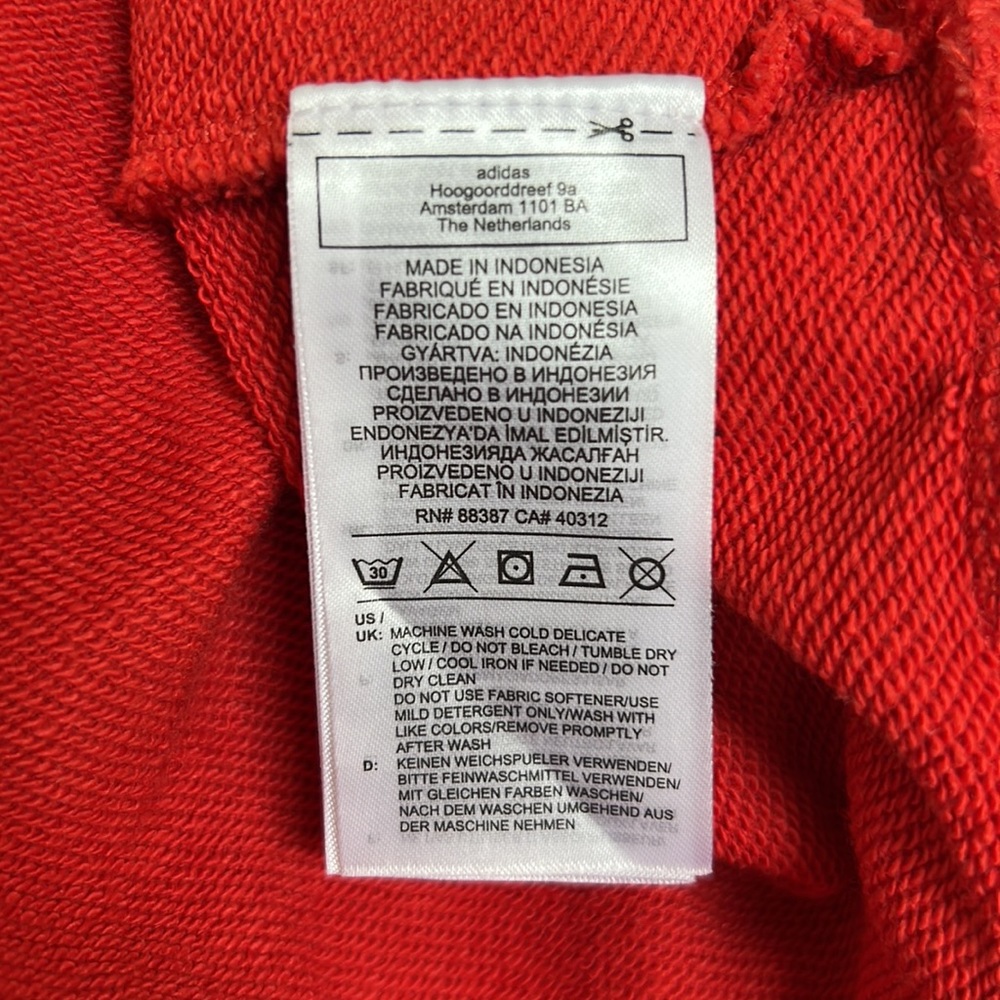 adidas
Hoogoorddreef 9a
Amsterdam 1101 BA
The Netherlands
MADE IN INDONESIA
FABRIQUÉ EN INDONÉSIE
FABRICADO EN INDONESIA
FABRICADO NA INDONÉSIA
GYÁRTVA: INDONÉZIA
ПРОИЗВЕДЕНО В ИНДОНЕЗИЯ
СДЕЛАНО В ИНДОНЕЗИИ
PROIZVEDENO U INDONEZIJI
ENDONEZYA'DA İMAL EDİLMİŞTİR.
ИНДОНЕЗИЯДА ЖАСАЛҒАН
PROIZVEDENO U INDONEZIJI
FABRICAT ÎN INDONEZIA
RN# 88387 CA# 40312
30
US /
UK: MACHINE WASH COLD DELICATE
CYCLE / DO NOT BLEACH / TUMBLE DRY
LOW / COOL IRON IF NEEDED / DO NOT
DRY CLEAN
DO NOT USE FABRIC SOFTENER/USE
MILD DETERGENT ONLY/WASH WITH
LIKE COLORS/REMOVE PROMPTLY
AFTER WASH
D: KEINEN WEICHSPUELER VERWENDEN/
BITTE FEINWASCHMITTEL VERWENDEN/
MIT GLEICHEN FARBEN WASCHEN/
NACH DEM WASCHEN UMGEHEND AUS
DER MASCHINE NEHMEN